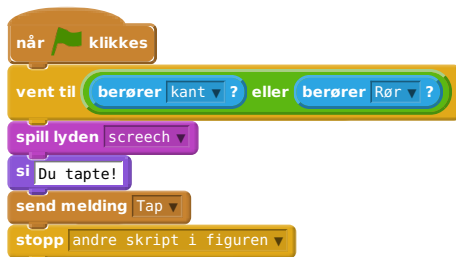 når klikkes
vent til berører kant ? eller berører Rør ?
spill lyden screech
si Du tapte!
send melding Tap
stopp andre skript i figuren